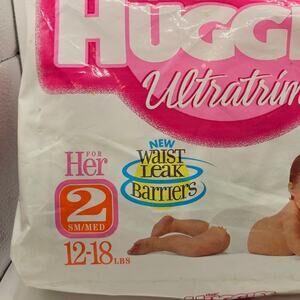 HUGGI
Ultratrim
FOR
Her
2
SM/MED
12-18 LBS
NEW
WAIST
LEAK
BARRIERS